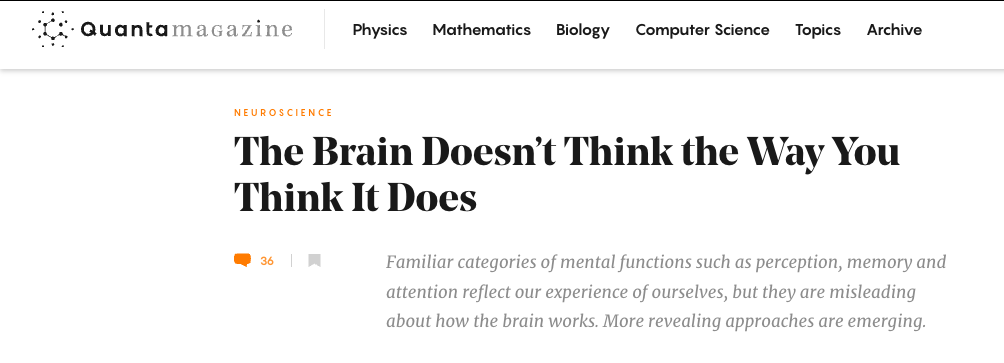 Quantamagazine Physics Mathematics Biology Computer Science Topics Archive
NEUROSCIENCE
The Brain Doesn’t Think the Way You
Think It Does
36
Familiar categories of mental functions such as perception, memory and
attention reflect our experience of ourselves, but they are misleading
about how the brain works. More revealing approaches are emerging.